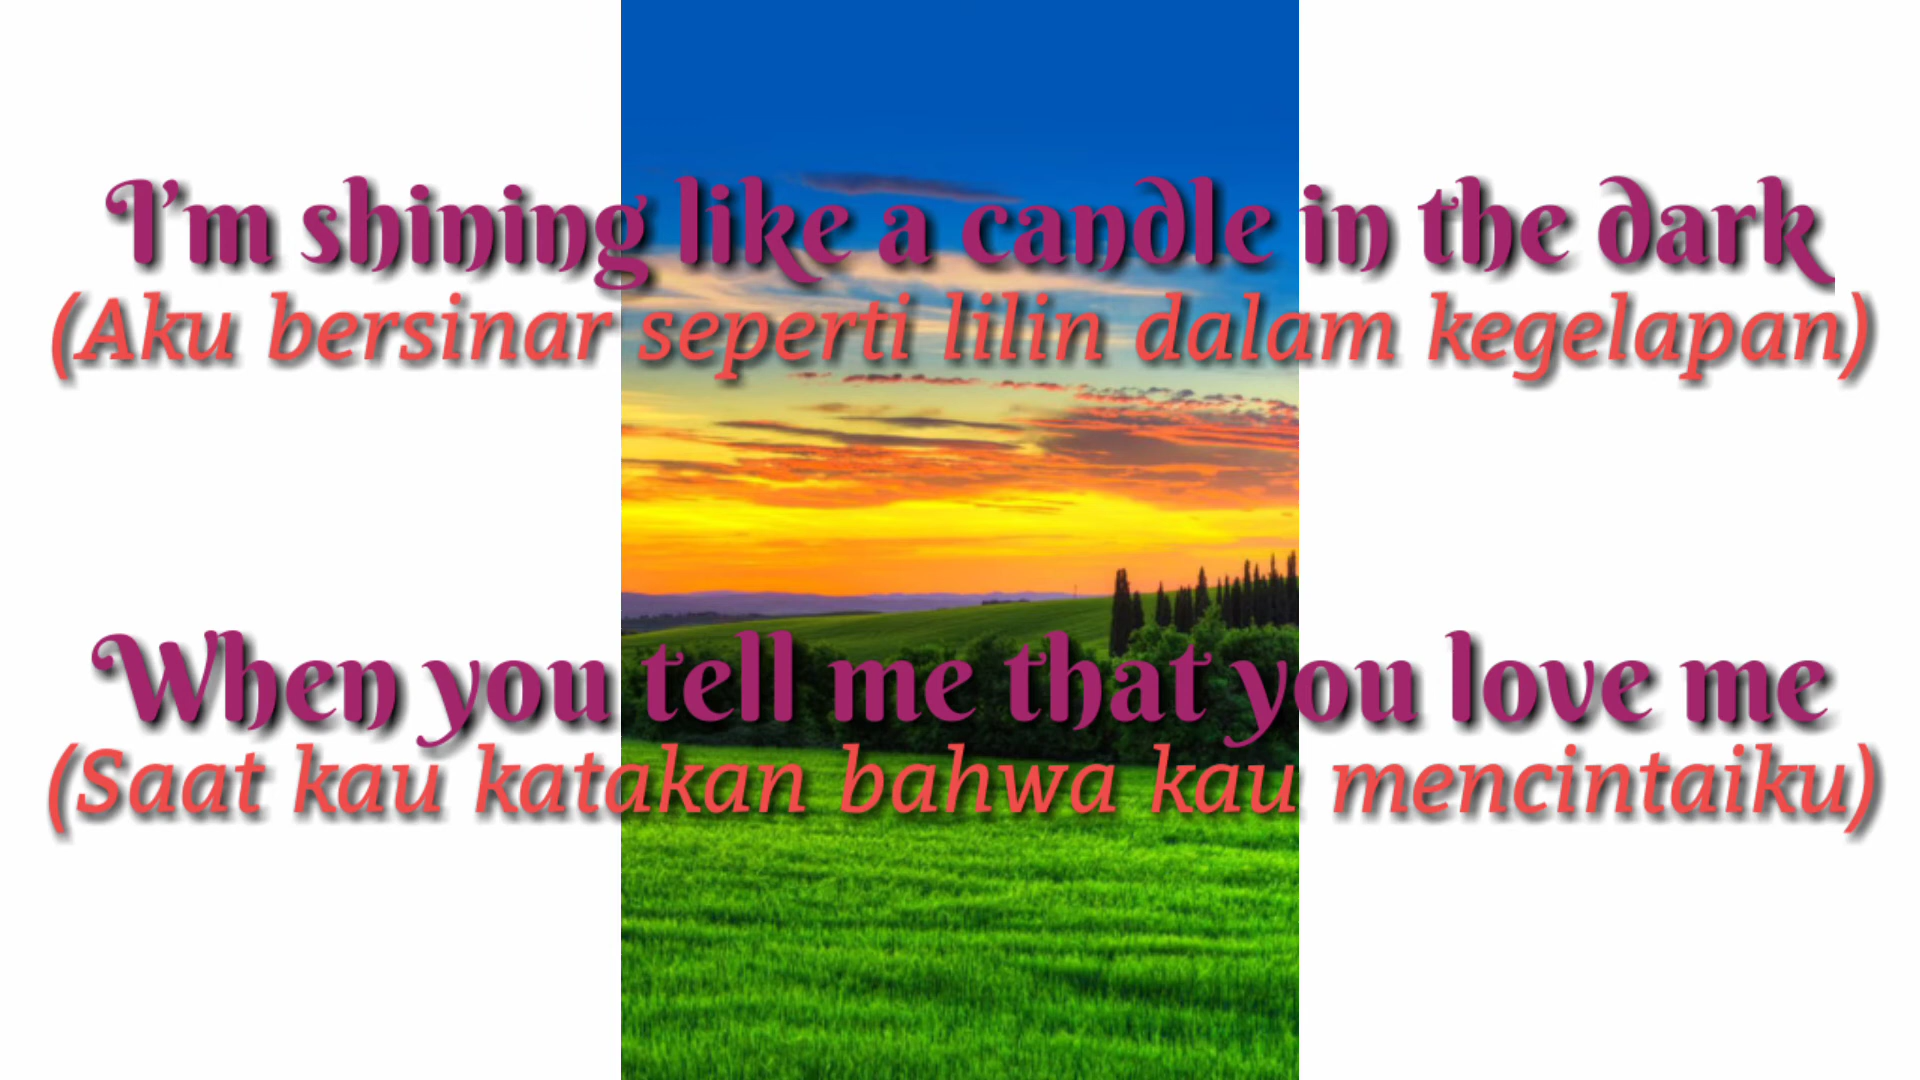 I'm shining like a candle in the dark
(Aku bersinar seperti lilin dalam kegelapan)
When you tell me that you love me
(Saat kau katakan bahwa kau mencintaiku)